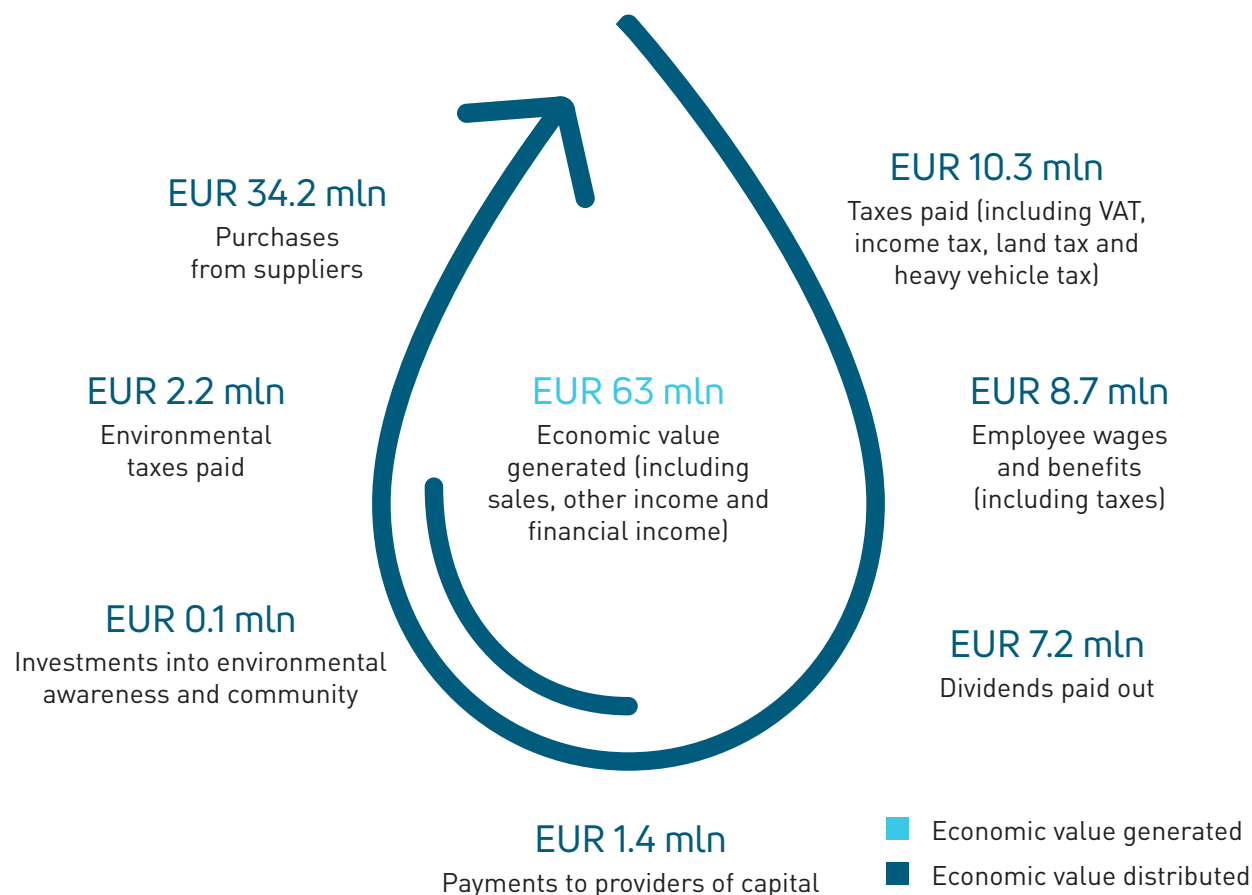 EUR 34.2 mln
Purchases
from suppliers
EUR 10.3 mln
Taxes paid (including VAT,
income tax, land tax and
heavy vehicle tax)
EUR 2.2 mln
Environmental
taxes paid
EUR 63 mln
Economic value
generated (including
sales, other income and
financial income)
EUR 8.7 mln
Employee wages
and benefits
(including taxes)
EUR 0.1 mln
Investments into environmental
awareness and community
EUR 7.2 mln
Dividends paid out
EUR 1.4 mln
Payments to providers of capital
Economic value generated
Economic value distributed